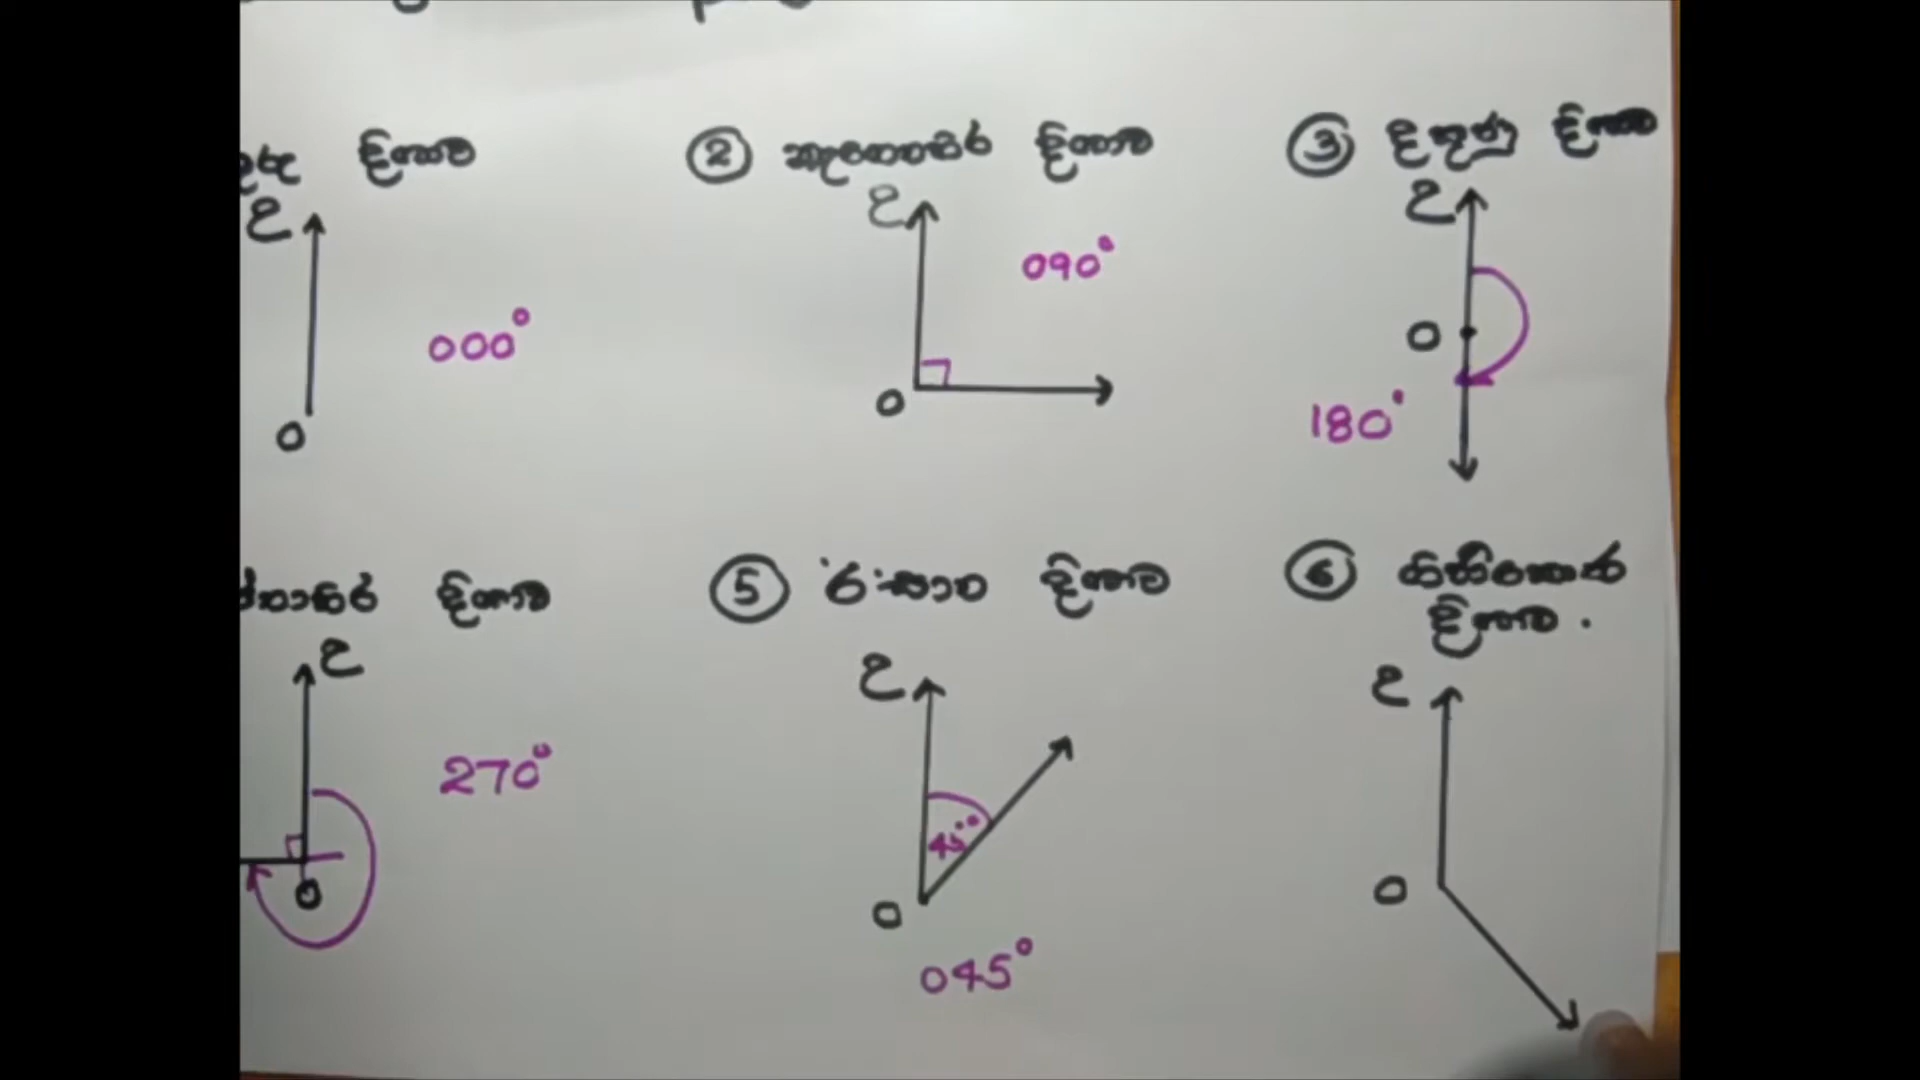 දිශාව
උ
000°
0
② නැගෙනහිර දිශාව
උ
090°
0
③ දකුණු දිශාව
උ
0
180°
දිශාව
උ
270°
0
⑤ ඊසාන දිශාව
උ
45°
0
045°
⑥ ගිනිකොණ
දිශාව.
උ
0